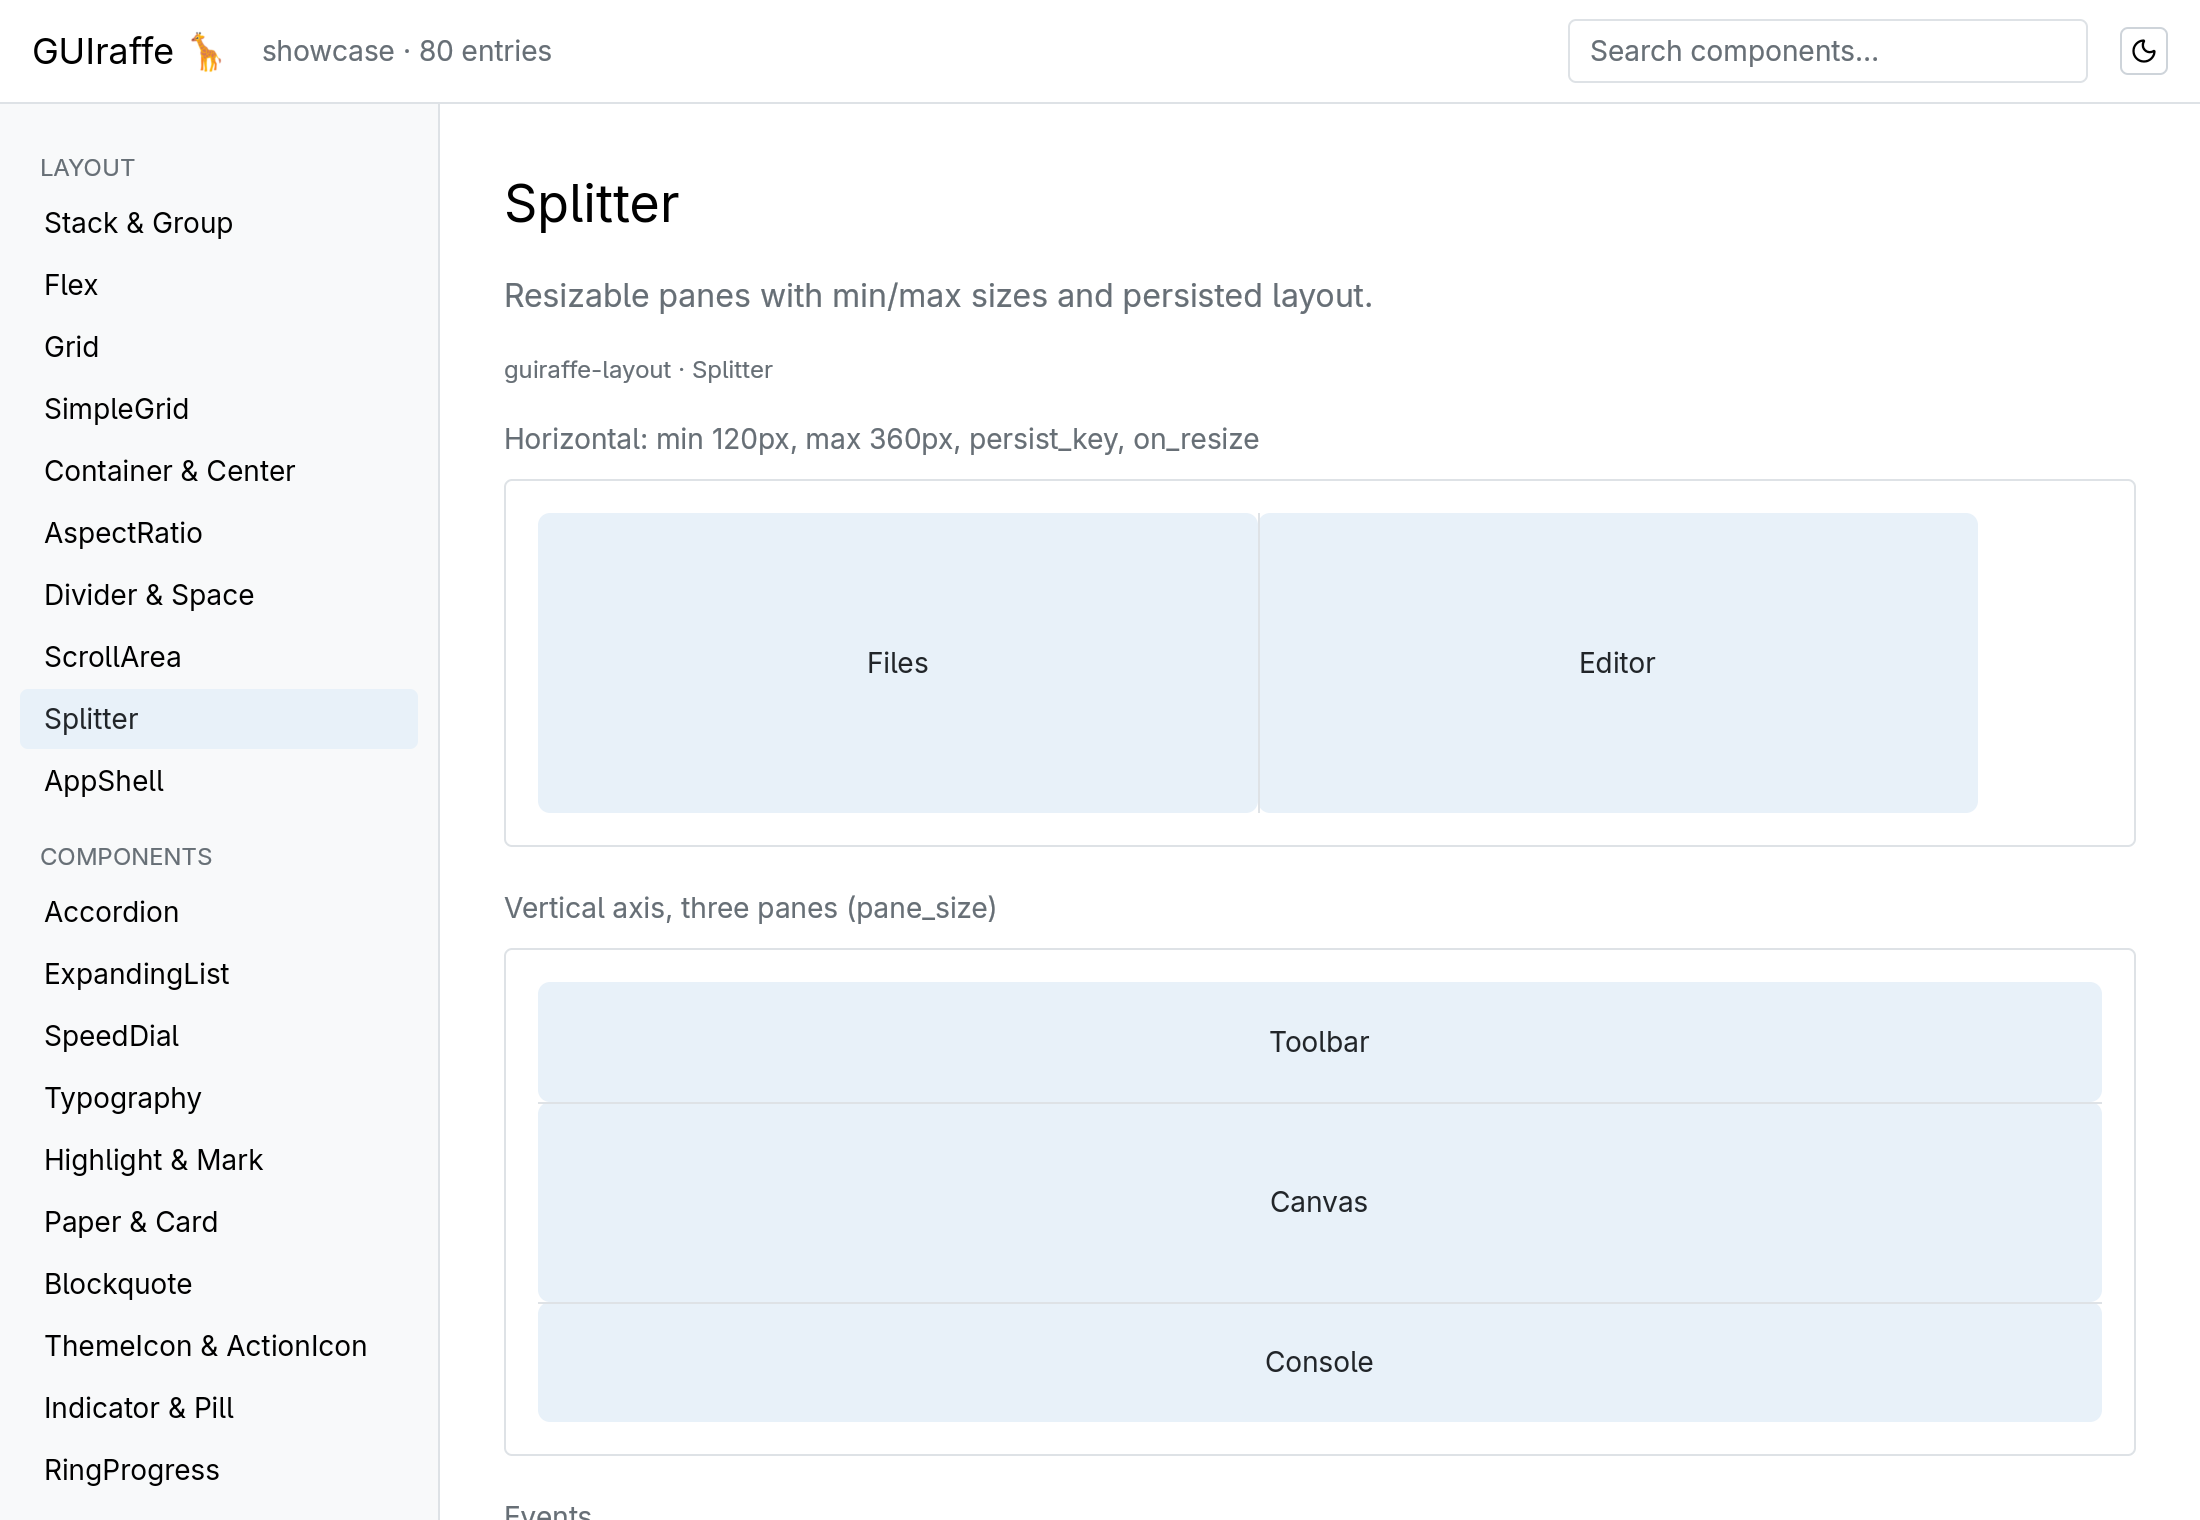 GUIraffe 🦒 showcase · 80 entries
Search components...
LAYOUT
Stack & Group
Flex
Grid
SimpleGrid
Container & Center
AspectRatio
Divider & Space
ScrollArea
Splitter
AppShell
COMPONENTS
Accordion
ExpandingList
SpeedDial
Typography
Highlight & Mark
Paper & Card
Blockquote
ThemeIcon & ActionIcon
Indicator & Pill
RingProgress
Splitter
Resizable panes with min/max sizes and persisted layout.
guiraffe-layout · Splitter
Horizontal: min 120px, max 360px, persist_key, on_resize
Files
Editor
Vertical axis, three panes (pane_size)
Toolbar
Canvas
Console
Events